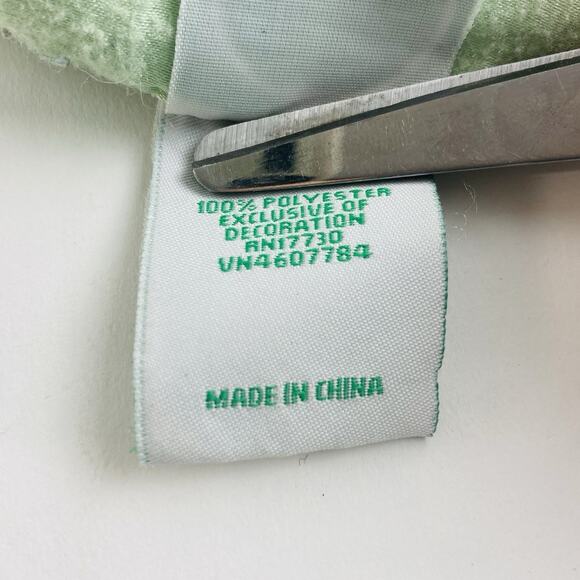 100% POLYESTER
EXCLUSIVE OF
DECORATION
RN17730
VN4607784
MADE IN CHINA